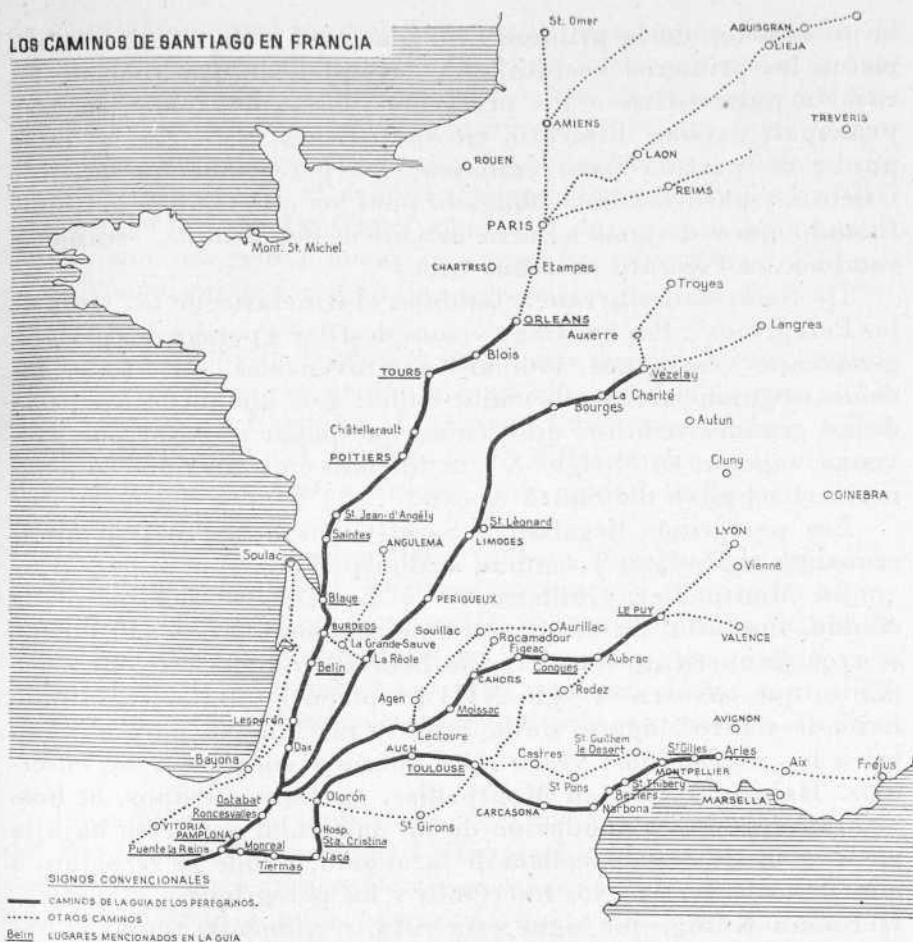 LOS CAMINOS DE SANTIAGO EN FRANCIA
St. Omer
AQUISGRAN
LIEJA
AMIENS
TREVERIS
ROUEN
LAON
REIMS
PARIS
Mont. St. Michel
CHARTRES
Etampes
Troyes
ORLEANS
Auxerre
Langres
Blois
TOURS
Vezelay
La Charité
Bourges
Autun
Châtellerault
POITIERS
Cluny
GINEBRA
St. Jean-d'Angély
St. Lèonard
Saintes
ANGULEMA
LIMOGES
LYON
Soulac
Vienne
Blaye
PERIGUEUX
LE PUY
BURDEOS
Souillac
Aurillac
VALENCE
La Grande-Sauve
Rocamadour
Belin
La Rèole
Figeac
Conques
Aubrac
CAHORS
Agen
Moissac
Rodez
Lesperón
Lectoure
AVIGNON
Dax
AUCH
Castres
St. Guilhem
le Desert
St Gilles
Arles
Bayona
TOULOUSE
MONTPELLIER
Aix
Fréjus
St Pons
St Thibery
Beziers
MARSELLA
Ostabat
Olorón
CARCASONA
Narbona
Roncesvalles
St Girons
VITORIA
PAMPLONA
Hosp.
Sta. Cristina
Puente la Reina
Monreal
Jaca
Tiermas
SIGNOS CONVENCIONALES
CAMINOS DE LA GUIA DE LOS PEREGRINOS.
OTROS CAMINOS
Belin LUGARES MENCIONADOS EN LA GUIA